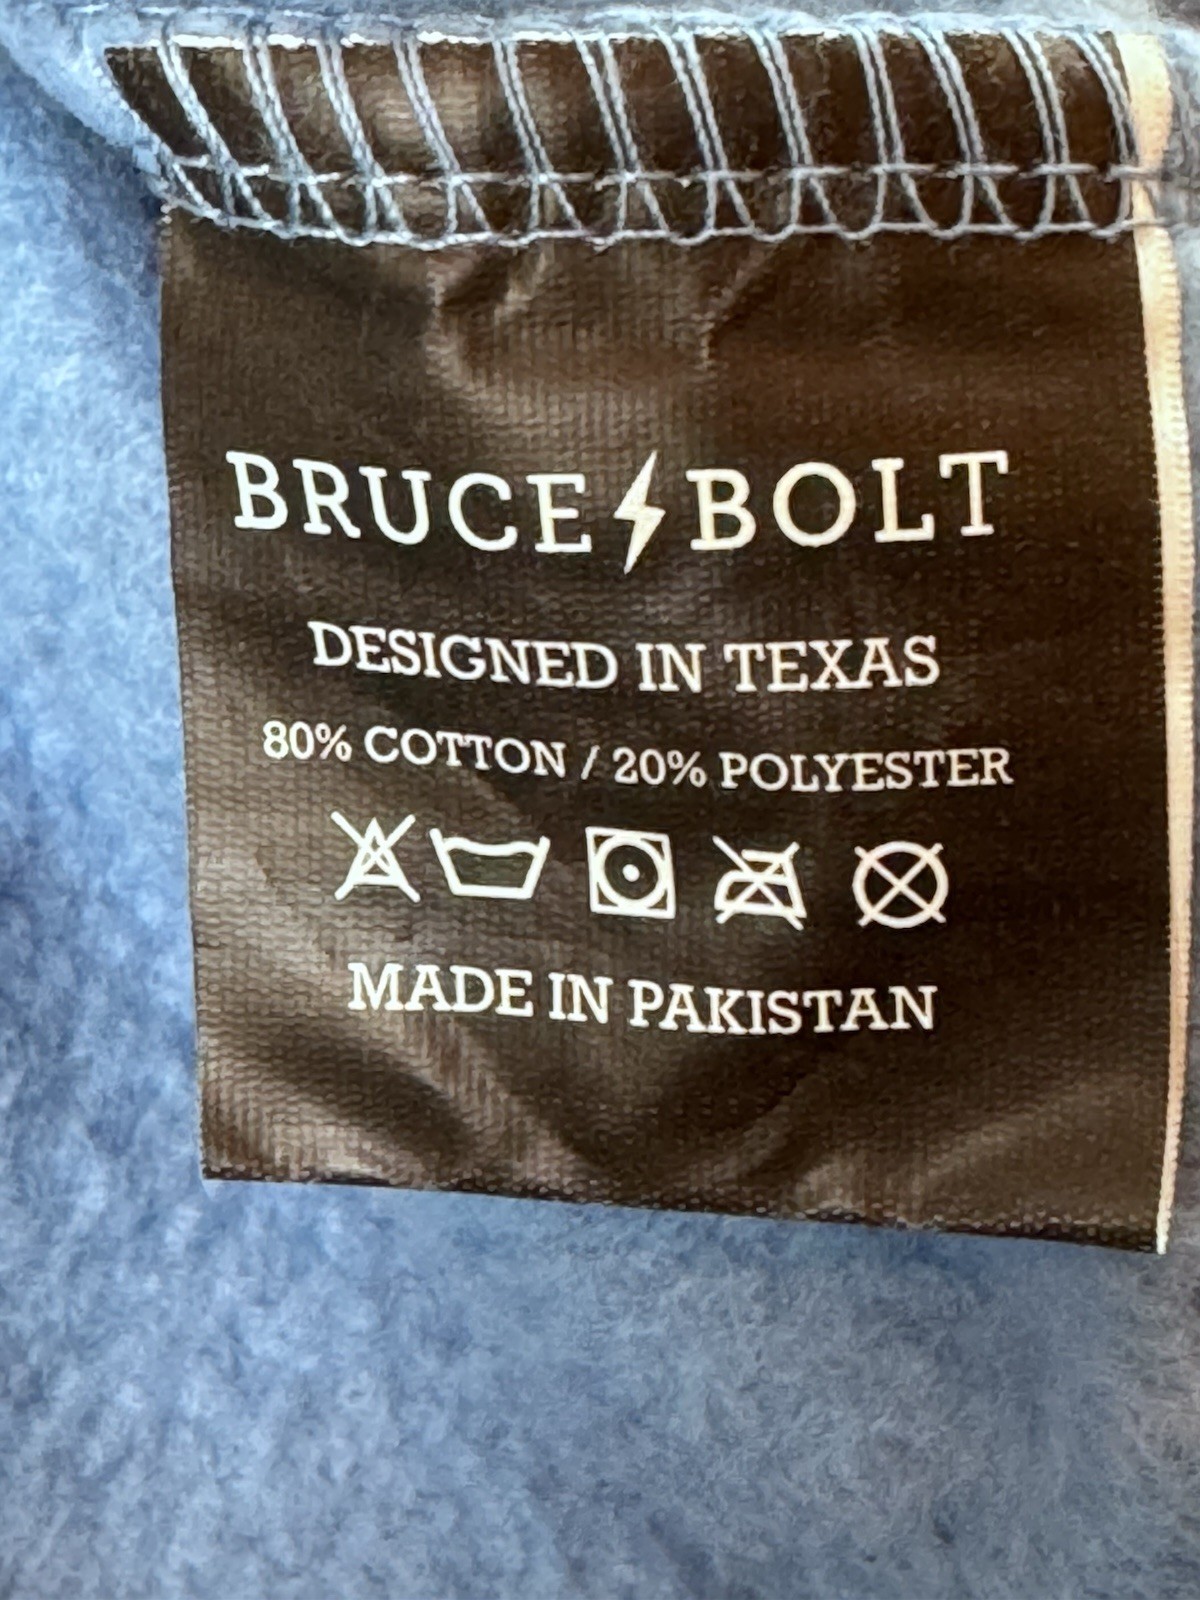 BRUCE BOLT
DESIGNED IN TEXAS
80% COTTON / 20% POLYESTER
MADE IN PAKISTAN